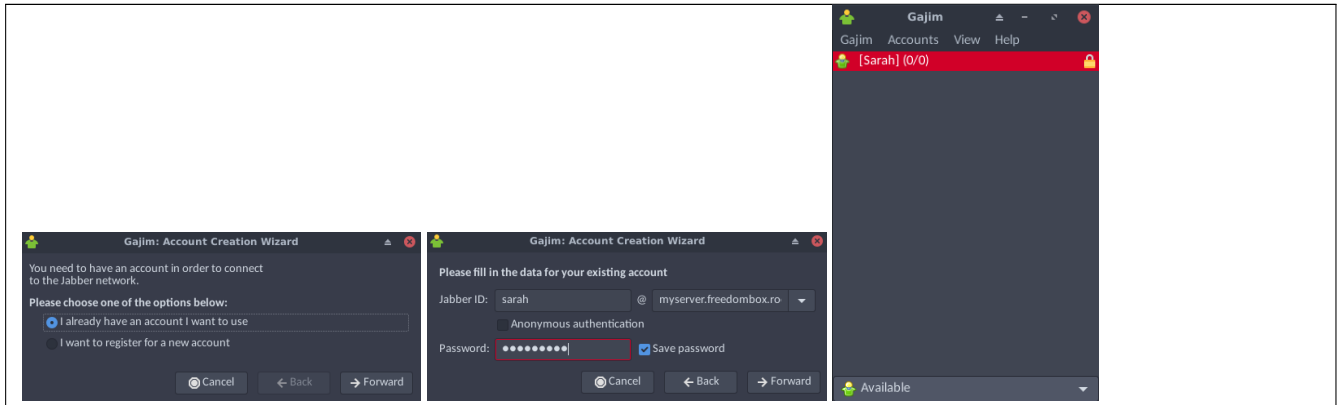 Gajim: Account Creation Wizard
You need to have an account in order to connect
to the Jabber network.
Please choose one of the options below:
I already have an account I want to use
I want to register for a new account
Cancel
Back
Forward
Gajim: Account Creation Wizard
Please fill in the data for your existing account
Jabber ID: sarah @ myserver.freedombox.ro
Anonymous authentication
Password: ●●●●●●●●● Save password
Cancel
Back
Forward
Gajim
Gajim Accounts View Help
[Sarah] (0/0)
Available